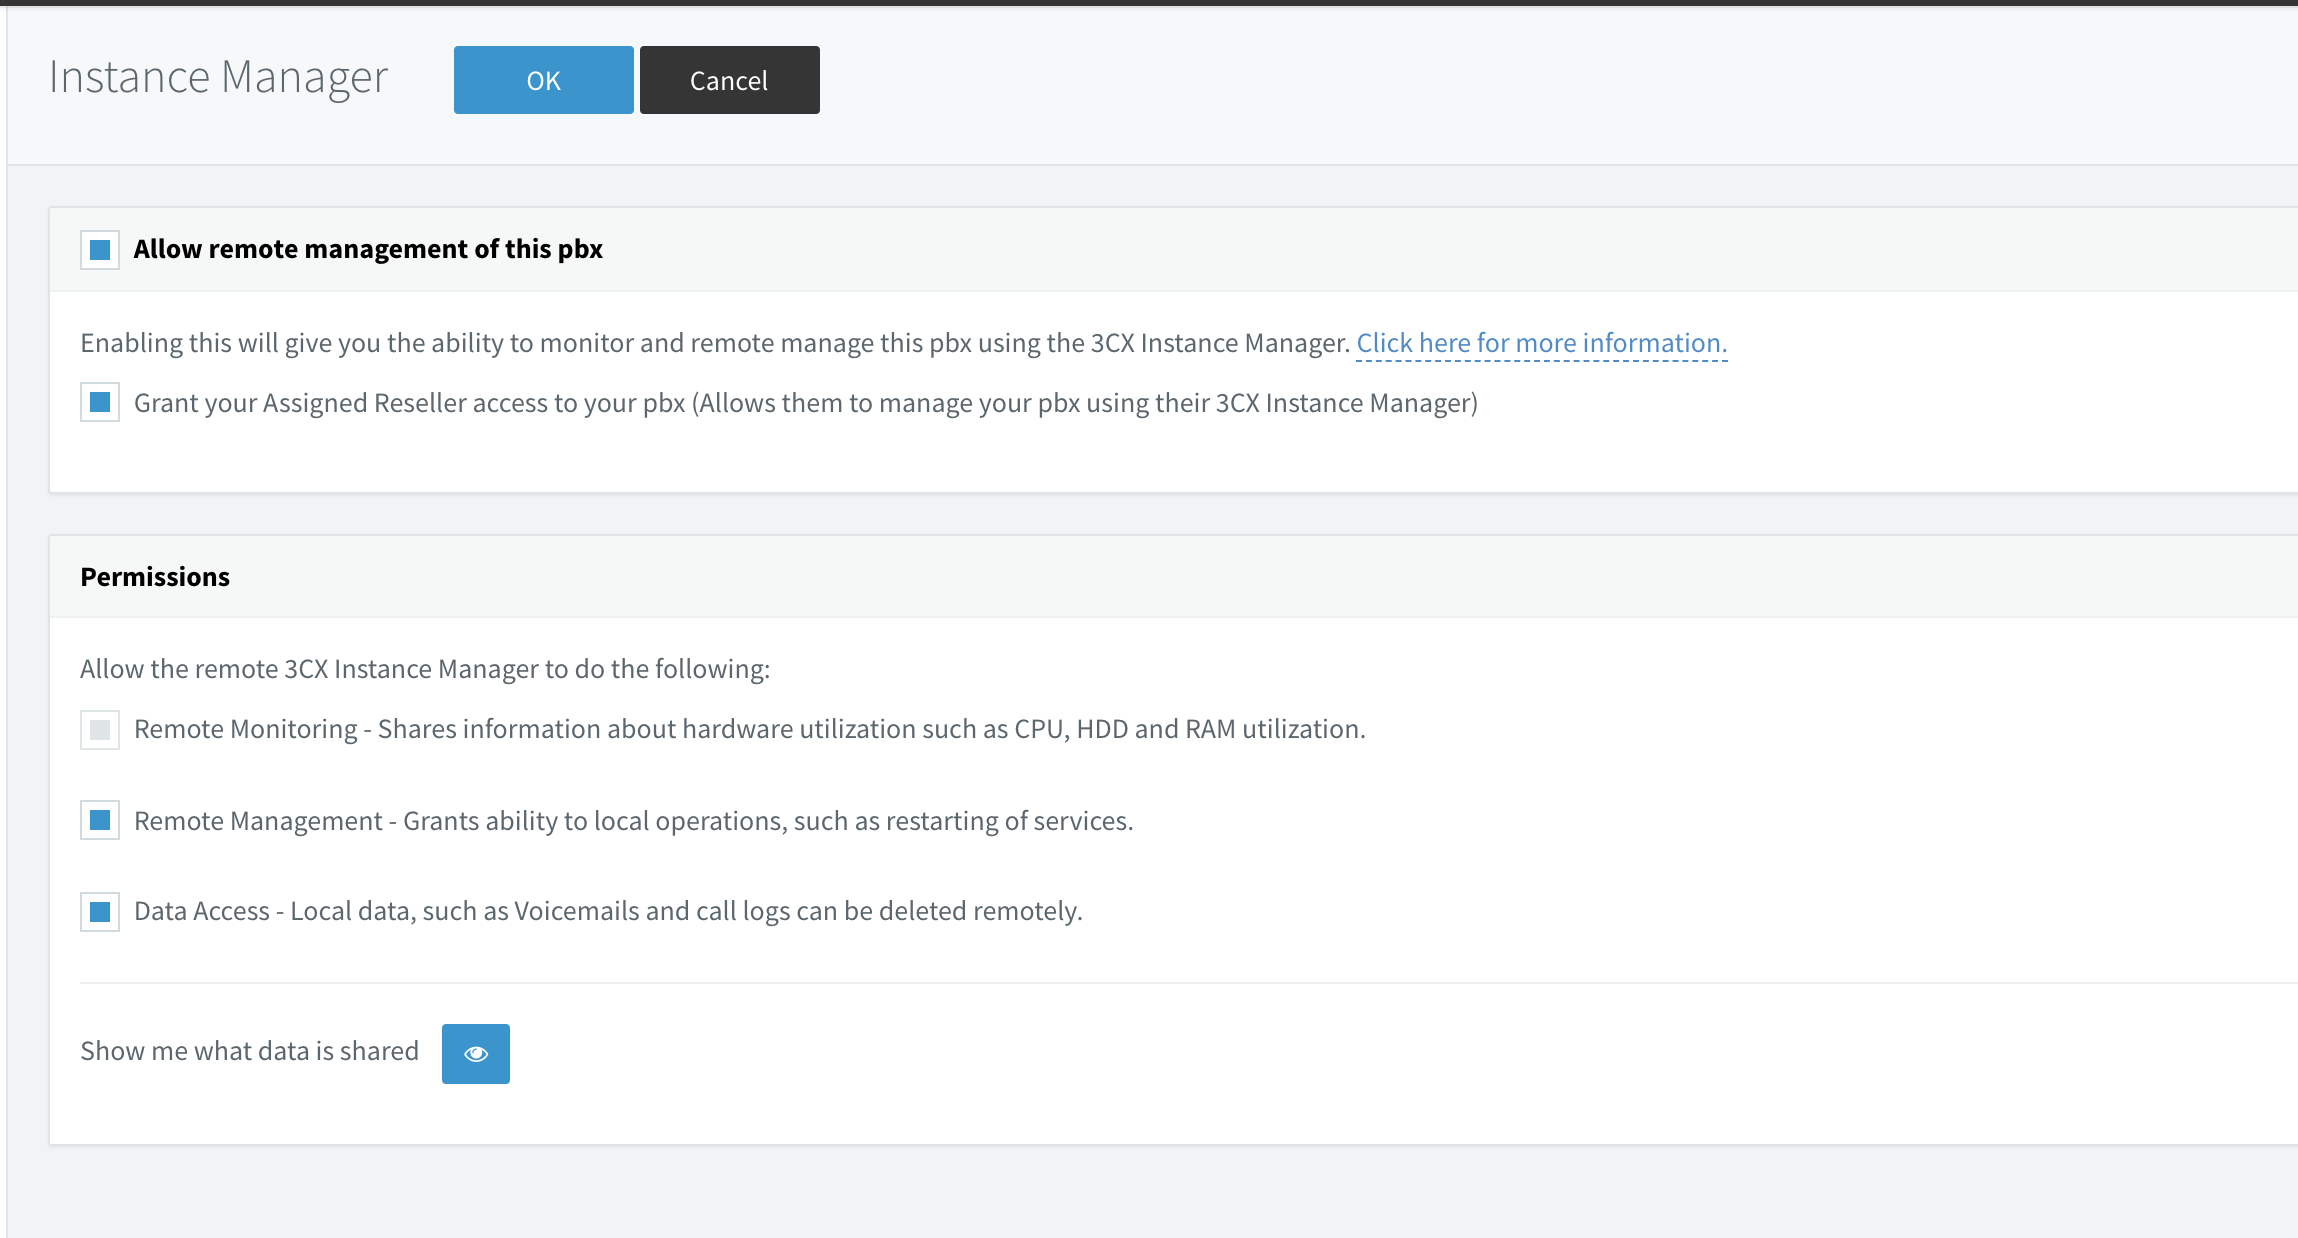 Instance Manager
OK
Cancel
Allow remote management of this pbx
Enabling this will give you the ability to monitor and remote manage this pbx using the 3CX Instance Manager. Click here for more information.
Grant your Assigned Reseller access to your pbx (Allows them to manage your pbx using their 3CX Instance Manager)
Permissions
Allow the remote 3CX Instance Manager to do the following:
Remote Monitoring - Shares information about hardware utilization such as CPU, HDD and RAM utilization.
Remote Management - Grants ability to local operations, such as restarting of services.
Data Access - Local data, such as Voicemails and call logs can be deleted remotely.
Show me what data is shared